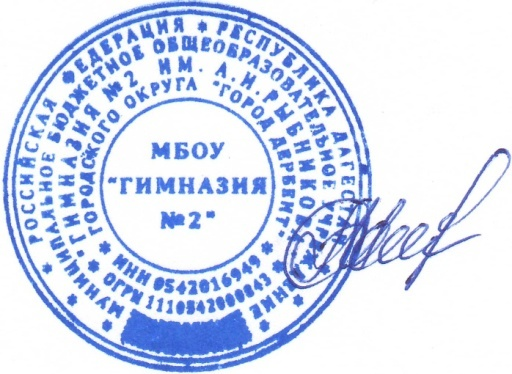 РОССИЙСКАЯ ФЕДЕРАЦИЯ * РЕСПУБЛИКА ДАГЕСТАН
МУНИЦИПАЛЬНОЕ БЮДЖЕТНОЕ ОБЩЕОБРАЗОВАТЕЛЬНОЕ УЧРЕЖДЕНИЕ
"ГИМНАЗИЯ №2 ИМ. А.И.РЫБНИКОВА"
ГОРОДСКОГО ОКРУГА "ГОРОД ДЕРБЕНТ"
* ИНН 0542016949 *
* ОГРН 1110542000843 *
МБОУ
"ГИМНАЗИЯ
№2"